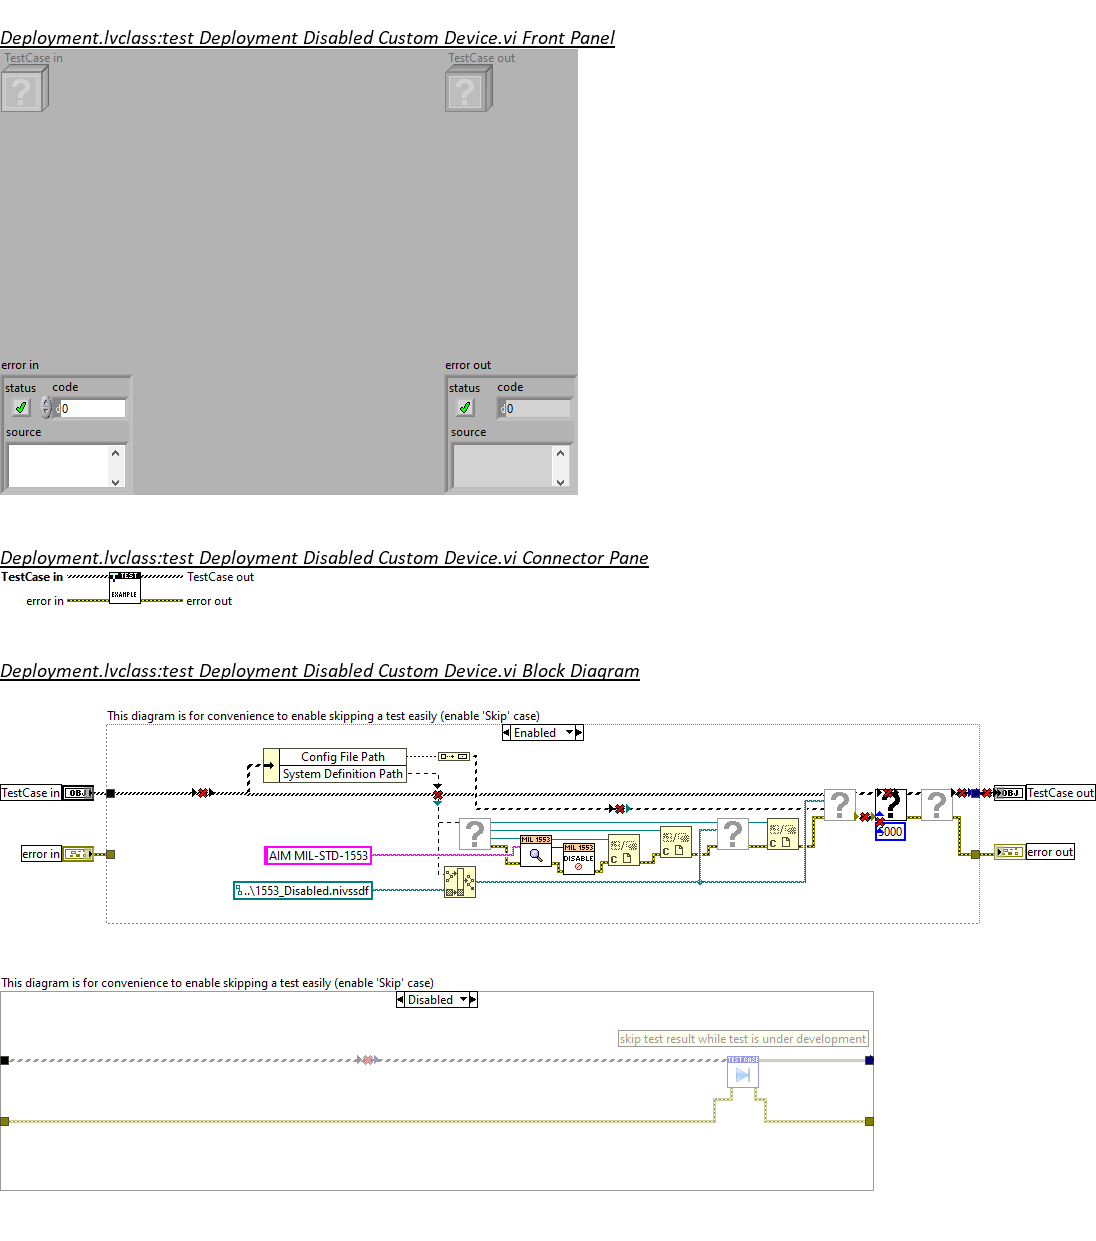 Deployment.lvclass:test Deployment Disabled Custom Device.vi Front Panel
TestCase in
TestCase out
error in
error out
status code
status code
0
0
source
source
Deployment.lvclass:test Deployment Disabled Custom Device.vi Connector Pane
TestCase in
TestCase out
TEST
EXAMPLE
error in
error out
Deployment.lvclass:test Deployment Disabled Custom Device.vi Block Diagram
This diagram is for convenience to enable skipping a test easily (enable 'Skip' case)
Enabled
Config File Path
System Definition Path
TestCase in
OBJ
OBJ
TestCase out
error in
MIL 1553
MIL 1553
DISABLE
AIM MIL-STD-1553
C
C
C
5000
error out
..\1553_Disabled.nivssdf
This diagram is for convenience to enable skipping a test easily (enable 'Skip' case)
Disabled
skip test result while test is under development
TEST CASE